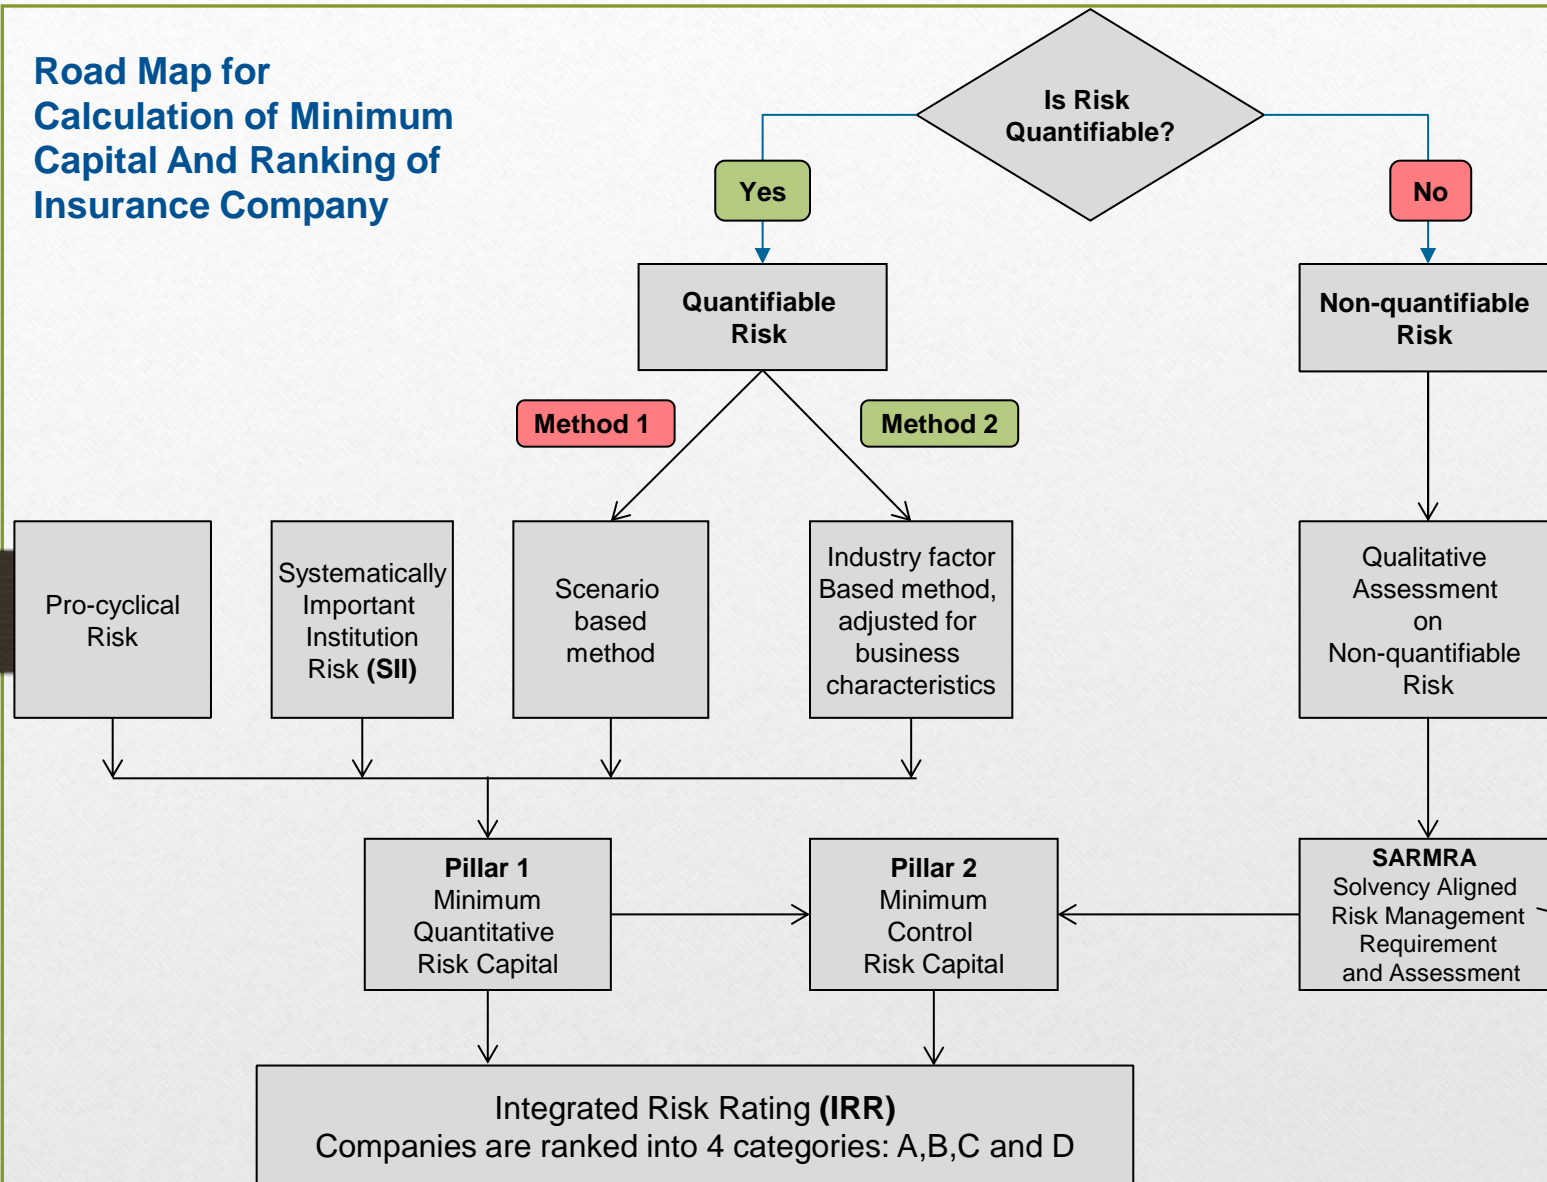 Road Map for
Calculation of Minimum
Capital And Ranking of
Insurance Company
Is Risk
Quantifiable?
Yes
No
Quantifiable
Risk
Non-quantifiable
Risk
Method 1
Method 2
Pro-cyclical
Risk
Systematically
Important
Institution
Risk (SII)
Scenario
based
method
Industry factor
Based method,
adjusted for
business
characteristics
Qualitative
Assessment
on
Non-quantifiable
Risk
Pillar 1
Minimum
Quantitative
Risk Capital
Pillar 2
Minimum
Control
Risk Capital
SARMRA
Solvency Aligned
Risk Management
Requirement
and Assessment
Integrated Risk Rating (IRR)
Companies are ranked into 4 categories: A,B,C and D